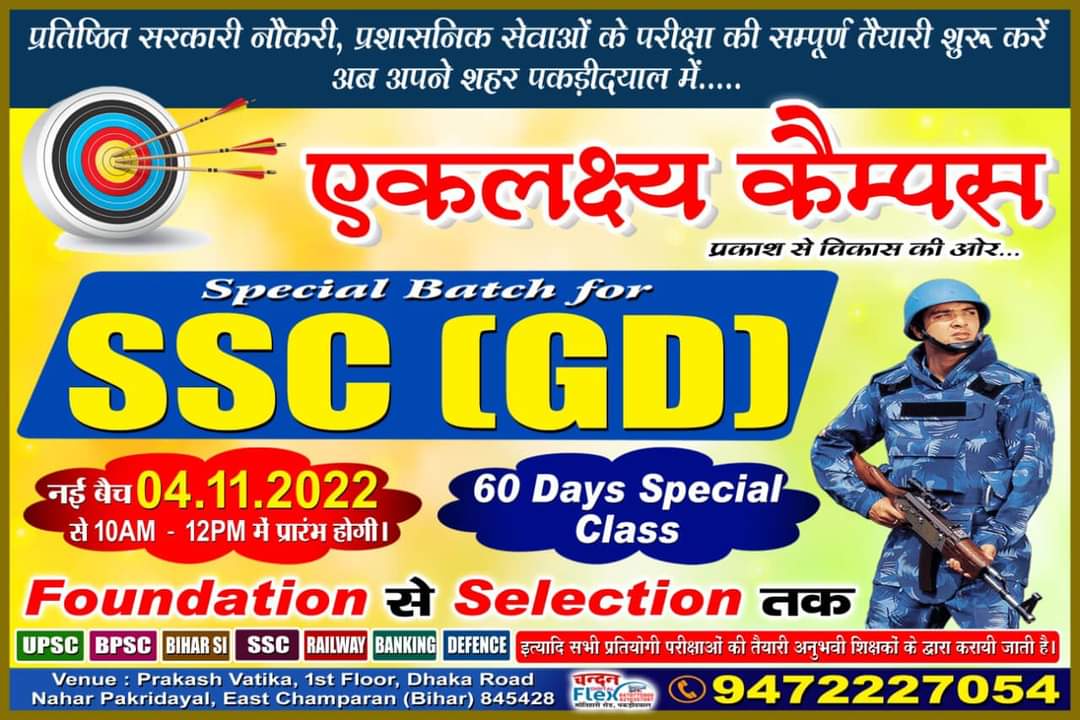 प्रतिष्ठित सरकारी नौकरी, प्रशासनिक सेवाओं के परीक्षा की सम्पूर्ण तैयारी शुरू करें
अब अपने शहर पकड़ीदयाल में.....
एकलक्ष्य कैम्पस
प्रकाश से विकास की ओर...
Special Batch for
SSC (GD)
नई बैच 04.11.2022
से 10AM - 12PM में प्रारंभ होगी।
60 Days Special
Class
Foundation से Selection तक
UPSC BPSC BIHAR SI SSC RAILWAY BANKING DEFENCE इत्यादि सभी प्रतियोगी परीक्षाओं की तैयारी अनुभवी शिक्षकों के द्वारा करायी जाती है।
Venue : Prakash Vatika, 1st Floor, Dhaka Road
Nahar Pakridayal, East Champaran (Bihar) 845428
चन्दन
Flex
मोतिहारी रोड, पकड़ीदयाल
9472227054